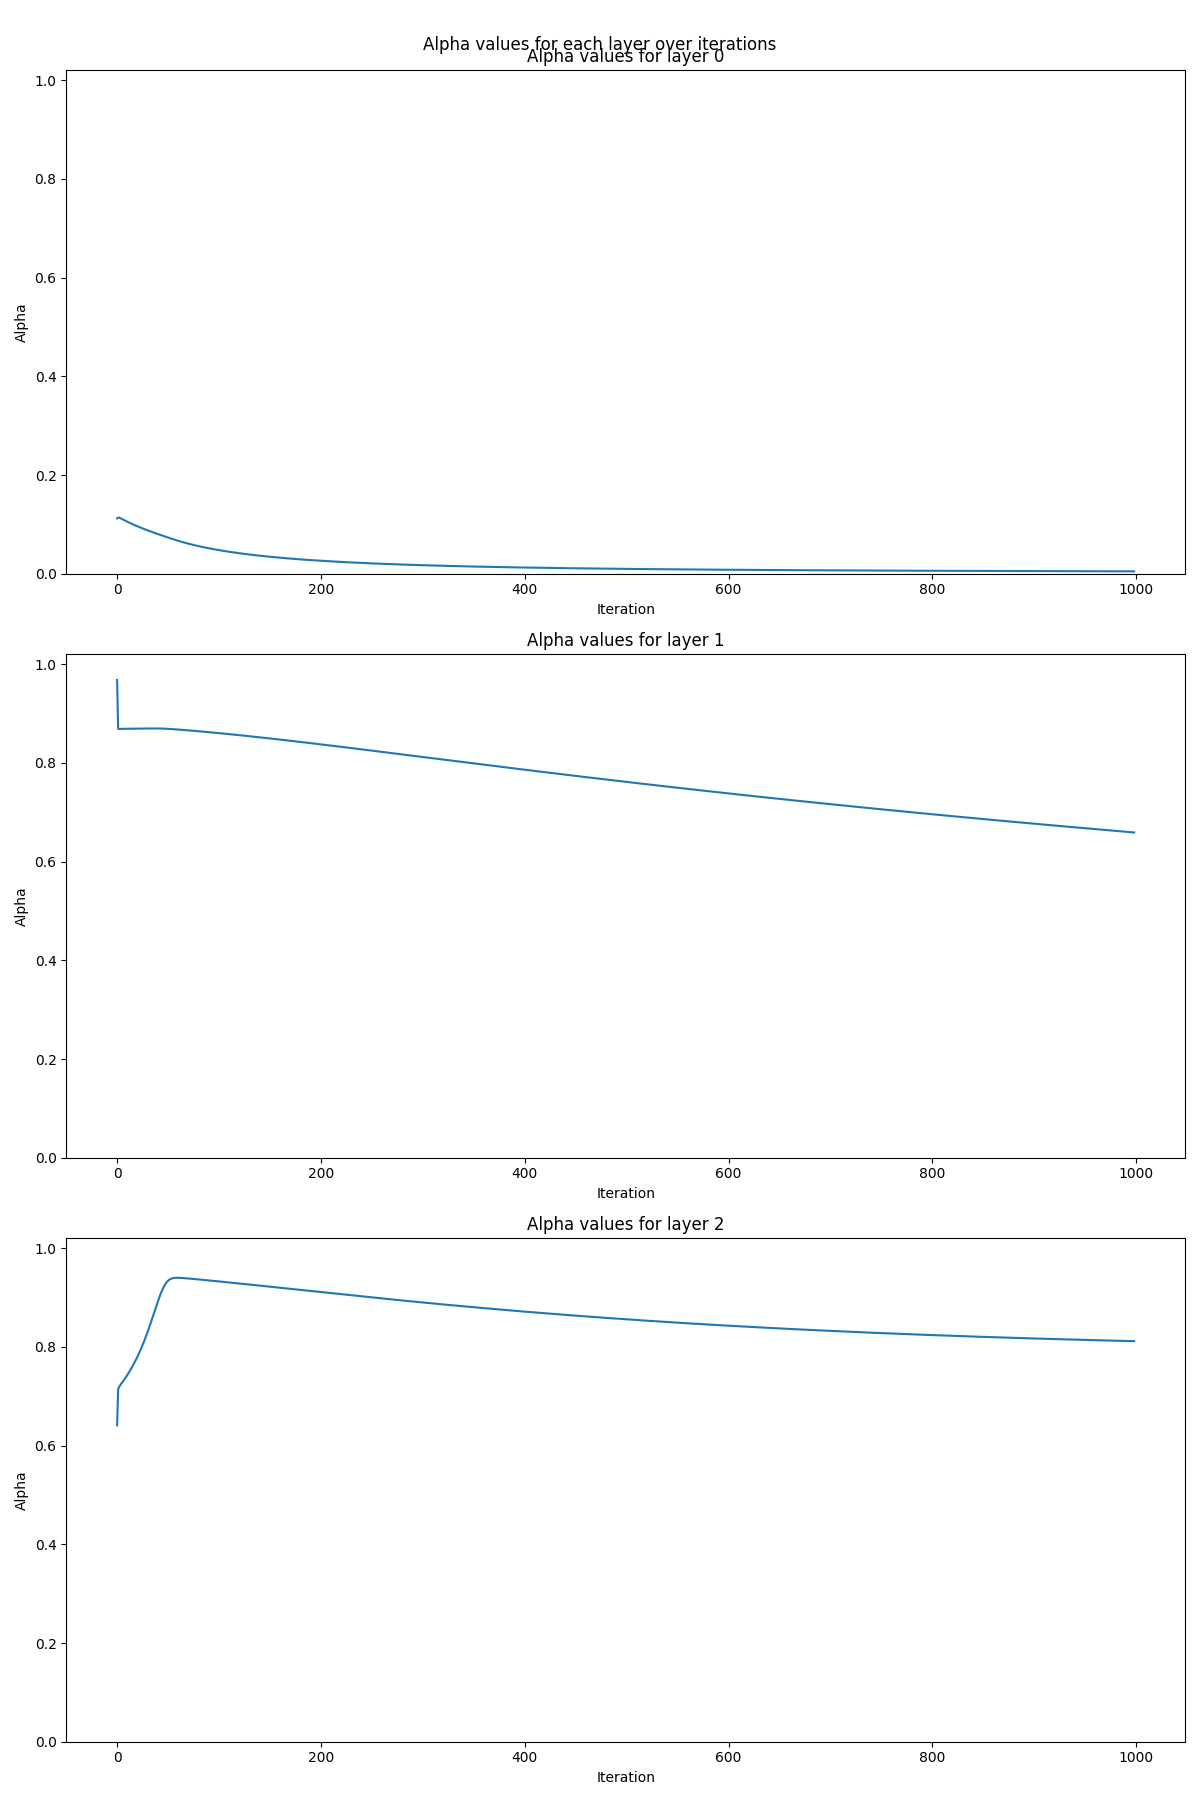 Alpha values for each layer over iterations
Alpha values for layer 0
1.0
0.8
0.6
0.4
0.2
0.0
Alpha
0 200 400 600 800 1000
Iteration
Alpha values for layer 1
1.0
0.8
0.6
0.4
0.2
0.0
Alpha
0 200 400 600 800 1000
Iteration
Alpha values for layer 2
1.0
0.8
0.6
0.4
0.2
0.0
Alpha
0 200 400 600 800 1000
Iteration